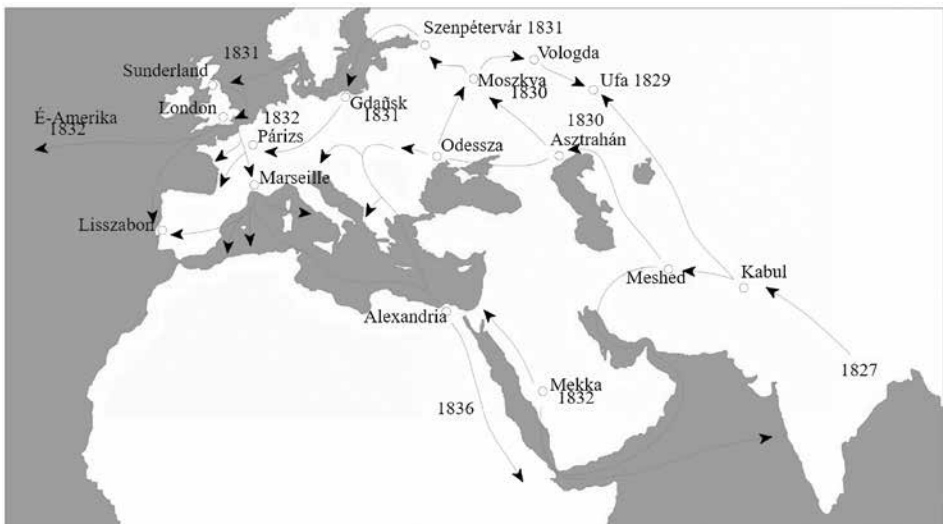 Szenpétervár 1831
1831
Vologda
Sunderland
Moszkva
1830
Ufa 1829
London
É-Amerika
1832
1832
Gdańsk
1831
Párizs
1830
Asztrahán
Odessza
Marseille
Lisszabon
Meshed
Kabul
Alexandria
1827
Mekka
1832
1836